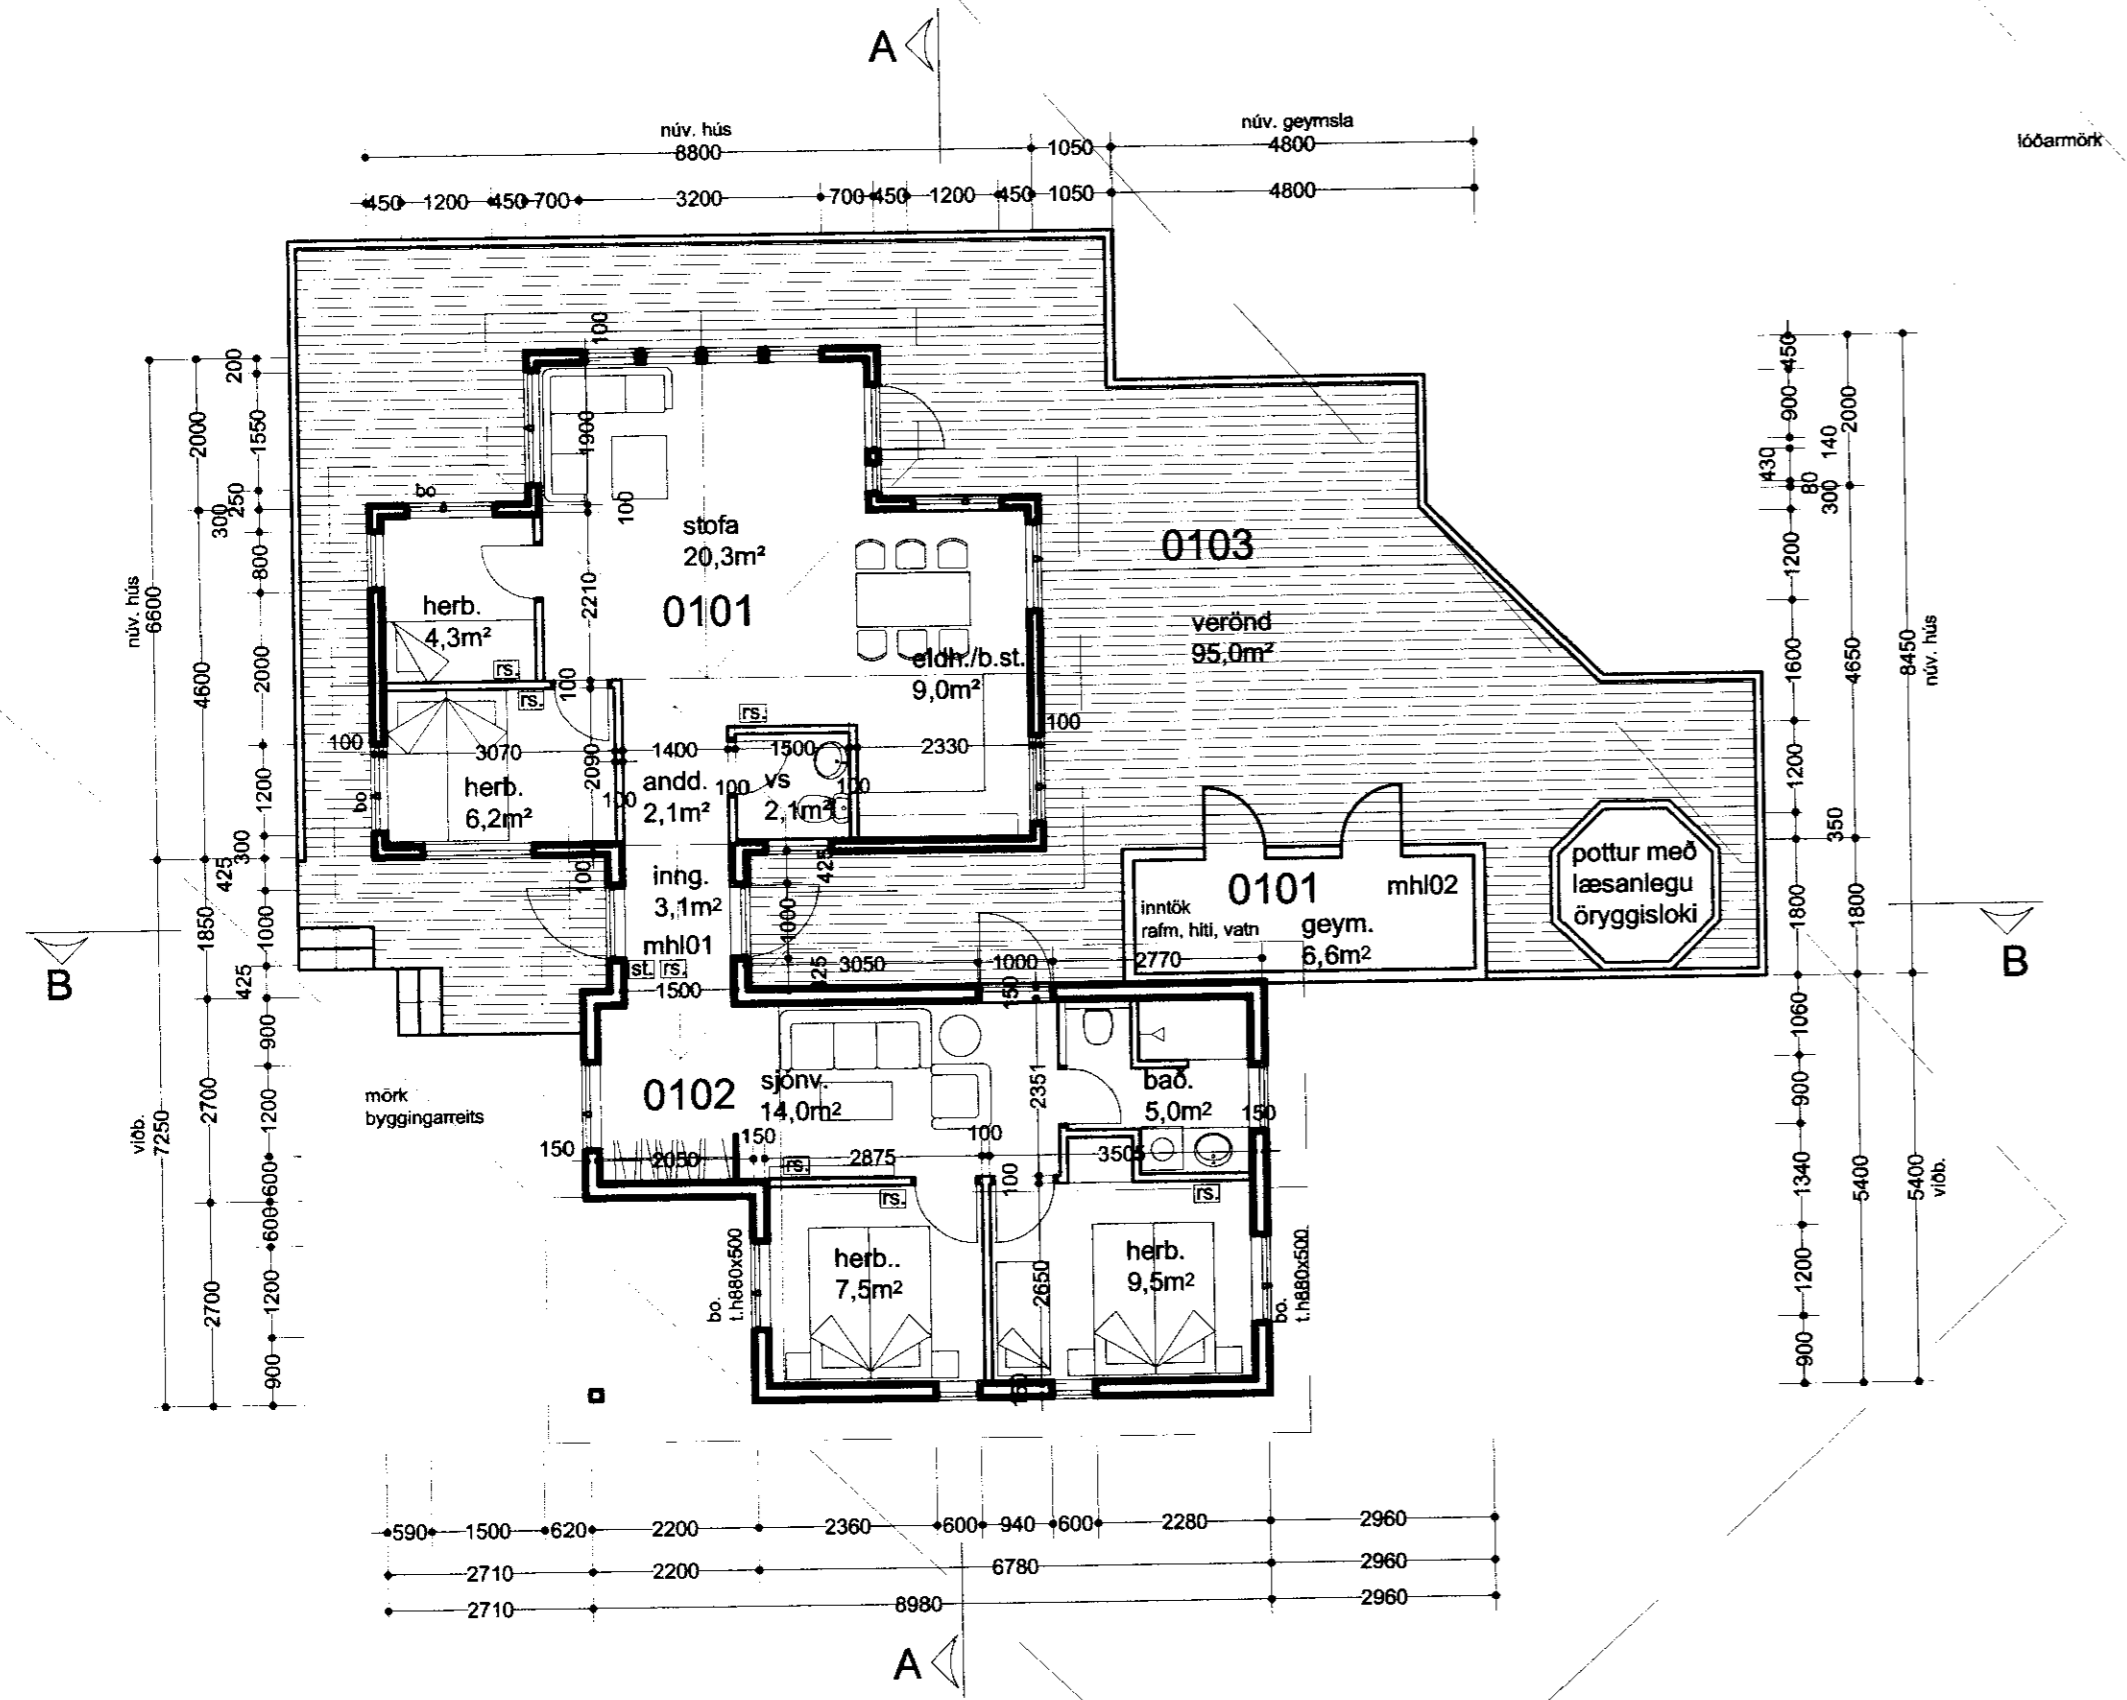 A
núv. hús
8800
1050
núv. geymsla
4800
lóðarmörk
450
1200
450
700
3200
700
450
1200
450
1050
4800
200
2000
1550
250
300
800
núv. hús
6600
4600
2000
1200
300
425
1850
1000
425
900
2700
1200
viðb.
7250
600
600
2700
1200
900
100
1900
100
bo
stofa
20,3m²
0101
2210
herb.
4,3m²
rs.
rs.
100
eldh./b.st.
9,0m²
rs.
100
3070
2090
1400
1500
2330
100
herb.
6,2m²
bo
100
andd.
2,1m²
100
vs
2,1m²
100
0103
verönd
95,0m²
100
inng.
3,1m²
mhl01
st.
rs.
1500
425
1000
425
3050
1000
2770
150
0101
mhl02
inntök
rafm, hiti, vatn
geym.
6,6m²
pottur með
læsanlegu
öryggisloki
B
B
mörk
byggingarreits
0102
sjónv.
14,0m²
2351
bað.
5,0m²
150
150
150
100
2050
rs.
2875
3505
100
rs.
rs.
herb..
7,5m²
herb.
9,5m²
2650
bo.
t.h880x500
bo.
t.h880x500.
150
450
900
2000
140
430
80
300
1200
1600
4650
8450
núv. hús
1200
350
1800
1800
1060
900
1340
5400
5400
viðb.
1200
900
590
1500
620
2200
2360
600
940
600
2280
2960
2710
2200
6780
2960
2710
8980
2960
A